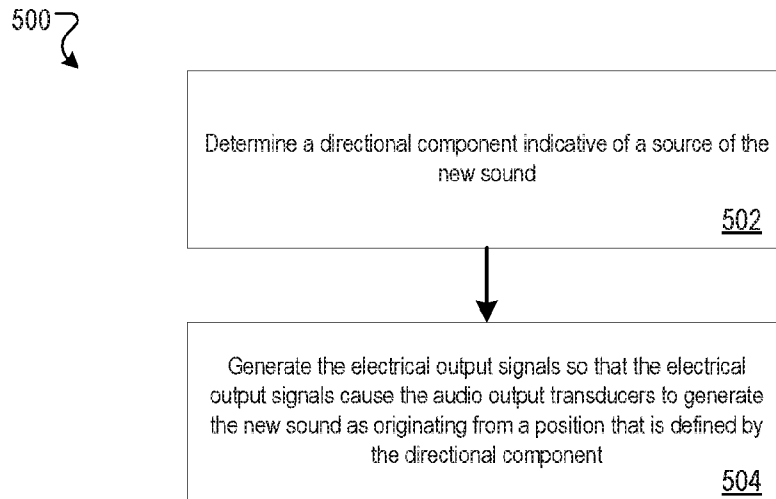 500
Determine a directional component indicative of a source of the
new sound
502
Generate the electrical output signals so that the electrical
output signals cause the audio output transducers to generate
the new sound as originating from a position that is defined by
the directional component
504